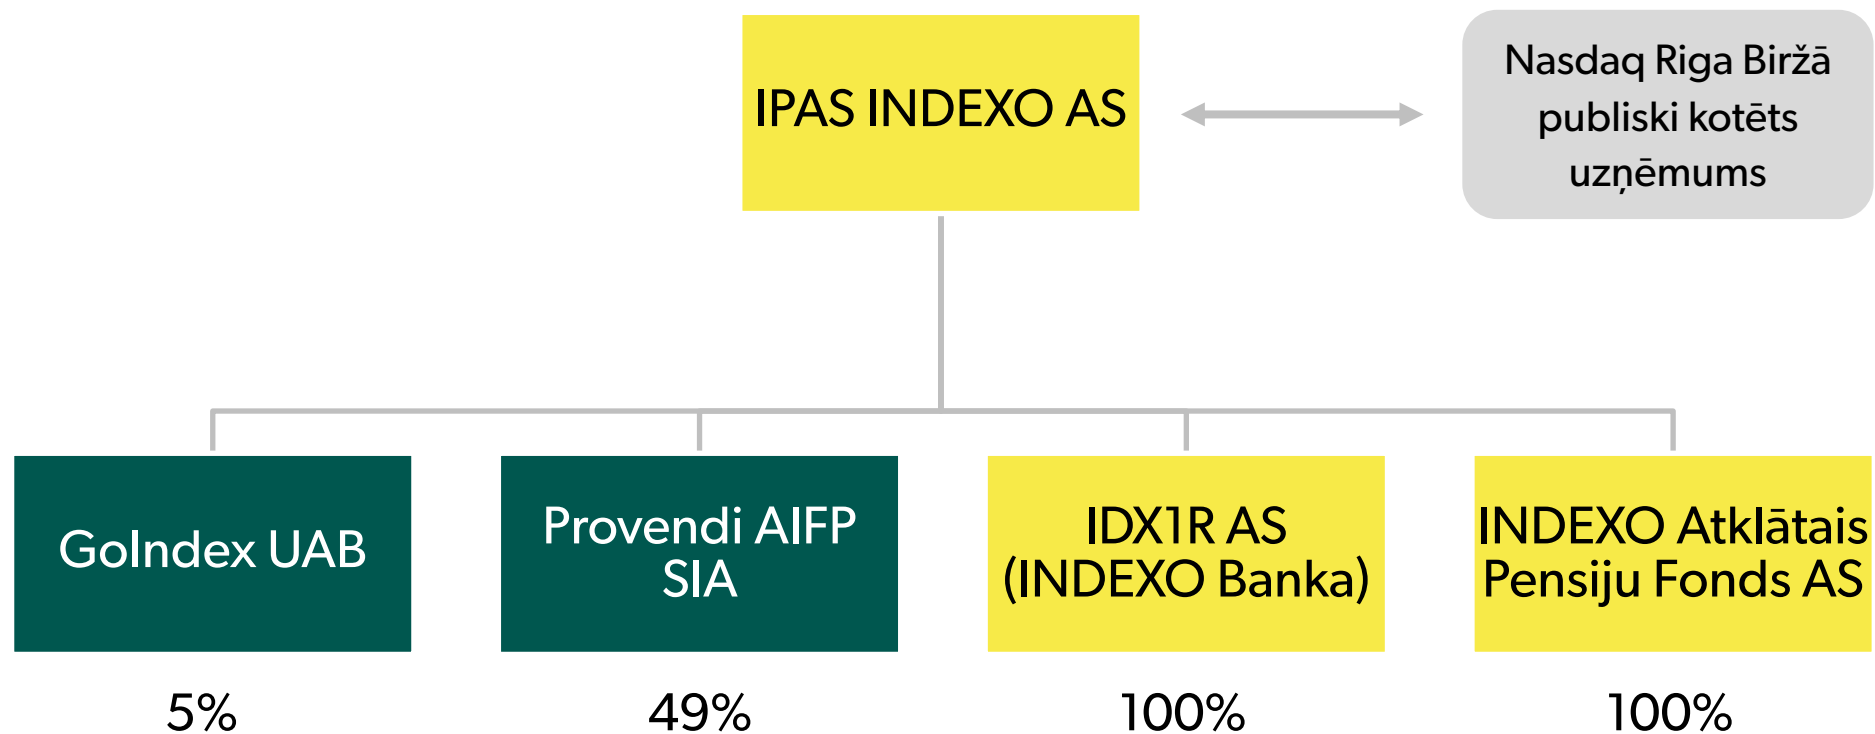 IPAS INDEXO AS
Nasdaq Riga Biržā
publiski kotēts
uzņēmums
GoIndex UAB
Provendi AIFP
SIA
IDX1R AS
(INDEXO Banka)
INDEXO Atklātais
Pensiju Fonds AS
5%
49%
100%
100%